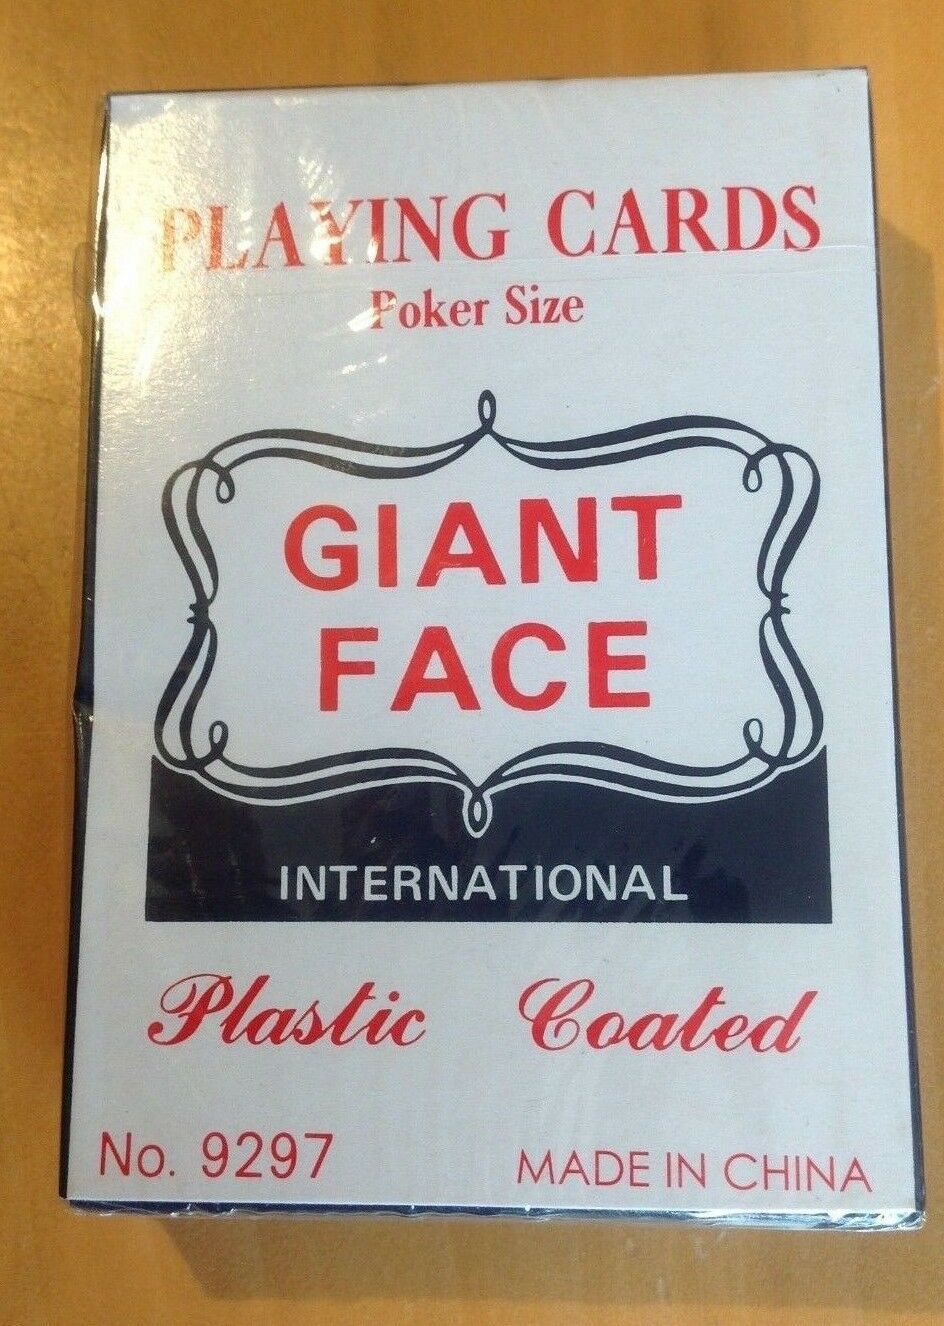 PLAYING CARDS
Poker Size
GIANT
FACE
INTERNATIONAL
Plastic Coated
No. 9297 MADE IN CHINA